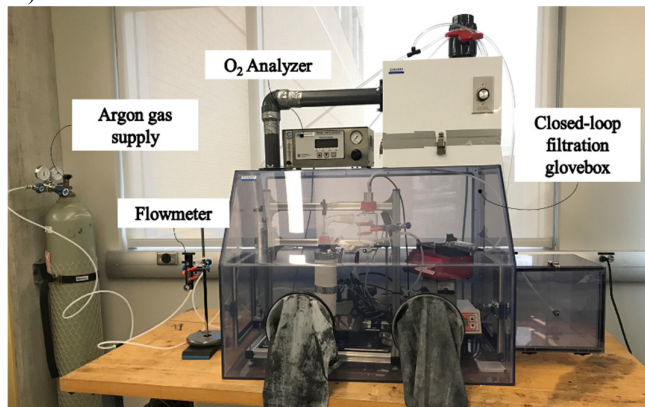 O₂ Analyzer
Argon gas
supply
Closed-loop
filtration
glovebox
Flowmeter